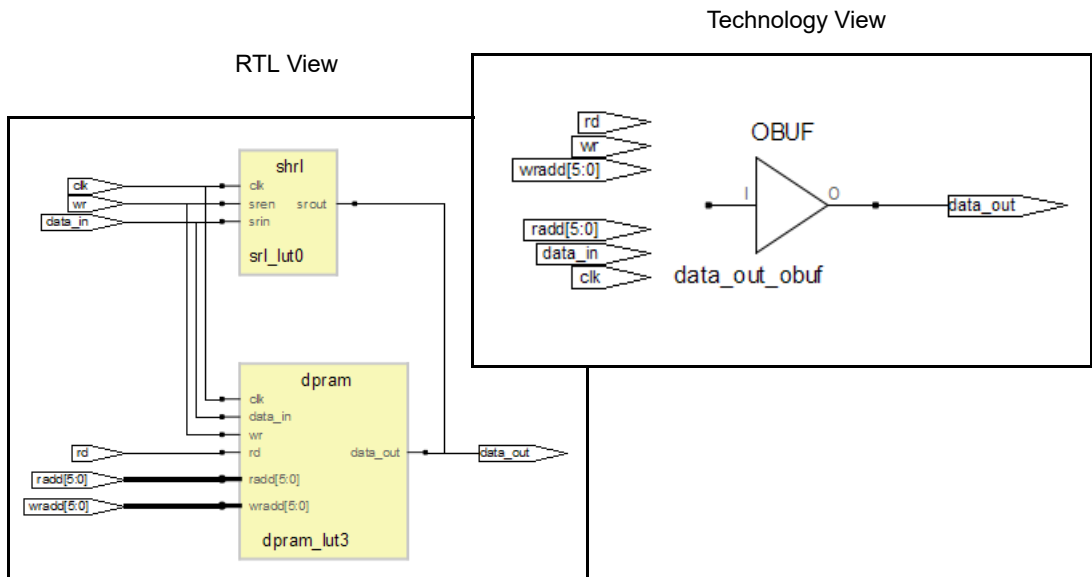 Technology View
RTL View
rd
wr
wradd[5:0]
radd[5:0]
data_in
clk
OBUF
I
O
data_out
data_out_obuf
clk
wr
data_in
shrl
clk
sren
srin
srout
srl_lut0
rd
radd[5:0]
wradd[5:0]
dpram
clk
data_in
wr
rd
radd[5:0]
wradd[5:0]
data_out
dpram_lut3
data_out